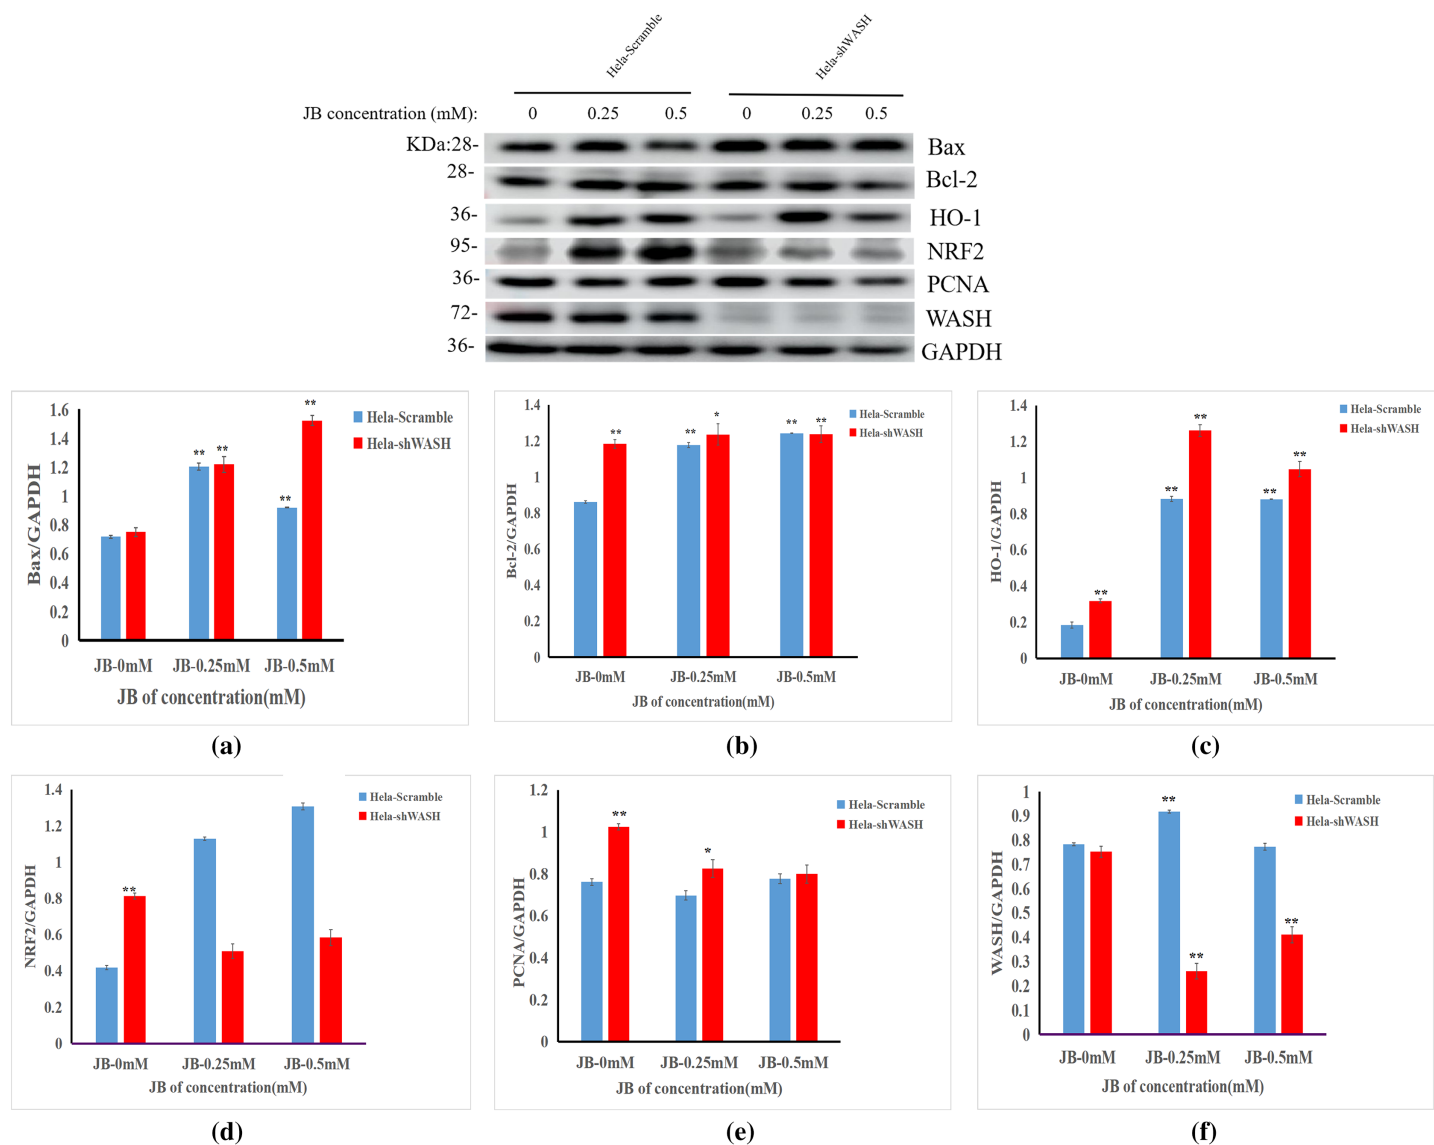 Hela-Scramble
Hela-shWASH
JB concentration (mM): 0 0.25 0.5 0 0.25 0.5
KDa:28- Bax
28- Bcl-2
36- HO-1
95- NRF2
36- PCNA
72- WASH
36- GAPDH
Bax/GAPDH
1.6
1.4
1.2
1
0.8
0.6
0.4
0.2
0
** ** ** **
Hela-Scramble
Hela-shWASH
JB-0mM JB-0.25mM JB-0.5mM
JB of concentration(mM)
(a)
Bcl-2/GAPDH
1.4
1.2
1
0.8
0.6
0.4
0.2
0
** ** * ** **
Hela-Scramble
Hela-shWASH
JB-0mM JB-0.25mM JB-0.5mM
JB of concentration(mM)
(b)
HO-1/GAPDH
1.4
1.2
1
0.8
0.6
0.4
0.2
0
** ** ** ** **
Hela-Scramble
Hela-shWASH
JB-0mM JB-0.25mM JB-0.5mM
JB of concentration(mM)
(c)
NRF2/GAPDH
1.4
1.2
1
0.8
0.6
0.4
0.2
0
**
Hela-Scramble
Hela-shWASH
JB-0mM JB-0.25mM JB-0.5mM
JB of concentration(mM)
(d)
PCNA/GAPDH
1.2
1
0.8
0.6
0.4
0.2
0
** *
Hela-Scramble
Hela-shWASH
JB-0mM JB-0.25mM JB-0.5mM
JB of concentration(mM)
(e)
WASH/GAPDH
1
0.9
0.8
0.7
0.6
0.5
0.4
0.3
0.2
0.1
0
** ** **
Hela-Scramble
Hela-shWASH
JB-0mM JB-0.25mM JB-0.5mM
JB of concentration(mM)
(f)